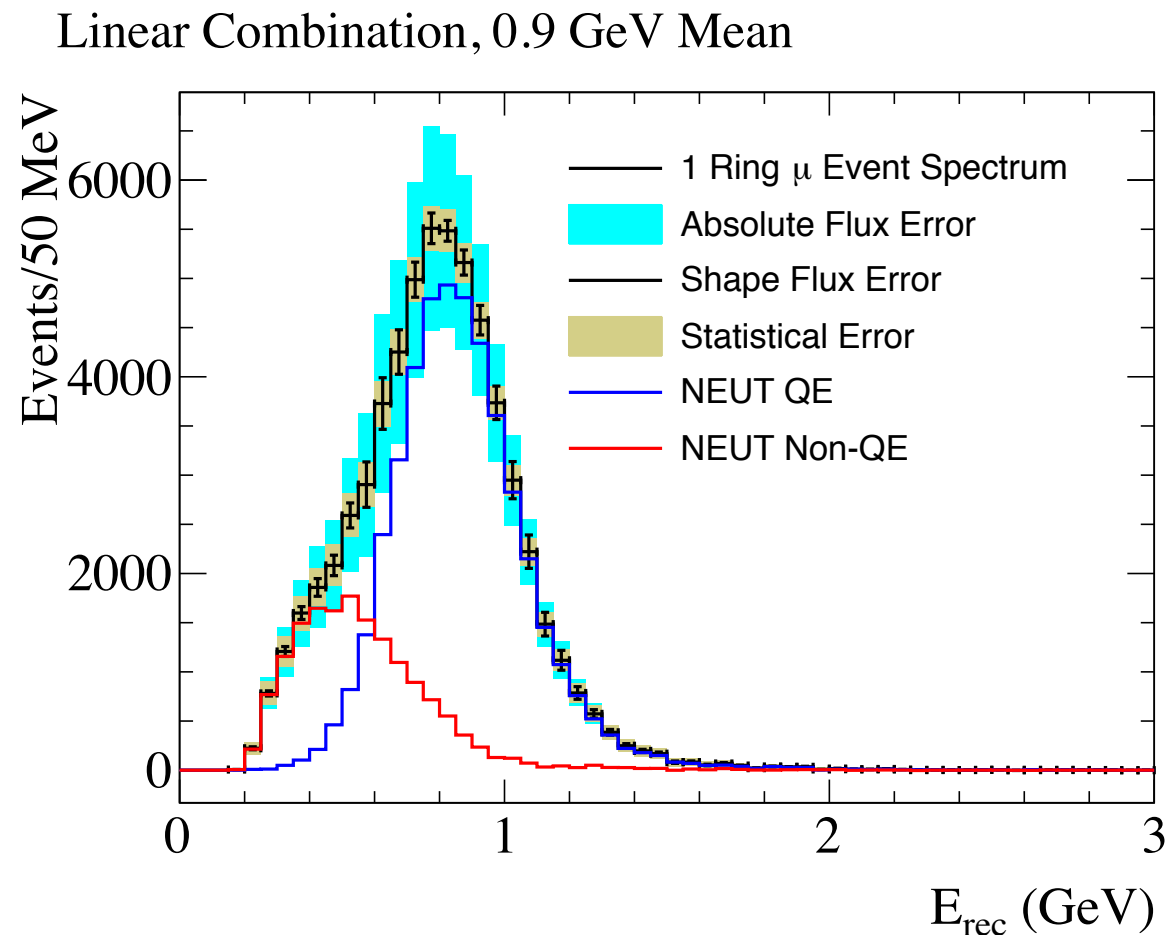 Linear Combination, 0.9 GeV Mean
Events/50 MeV
6000
4000
2000
0
1 Ring μ Event Spectrum
Absolute Flux Error
Shape Flux Error
Statistical Error
NEUT QE
NEUT Non-QE
0 1 2 3
E_rec (GeV)